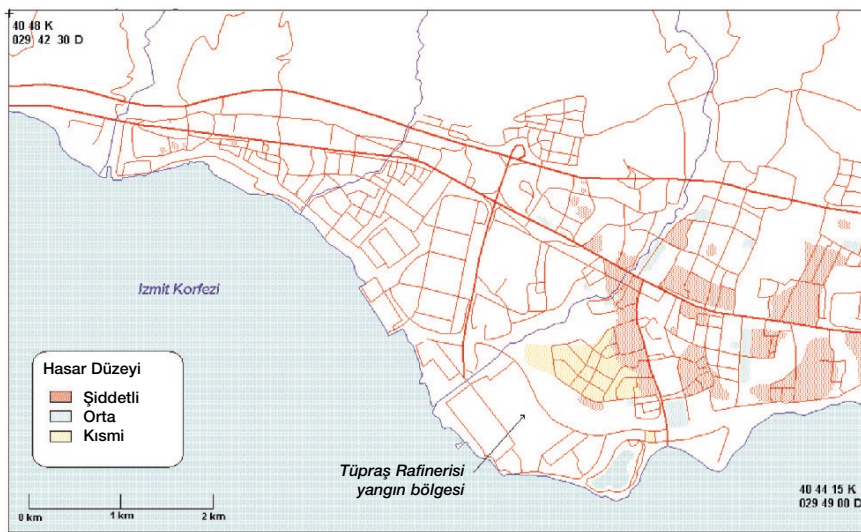 40 48 K
029 42 30 D
Izmit Korfezi
Hasar Düzeyi
Şiddetli
Orta
Kısmi
Tüpraş Rafinerisi
yangın bölgesi
0 km
1 km
2 km
40 44 15 K
029 49 00 D